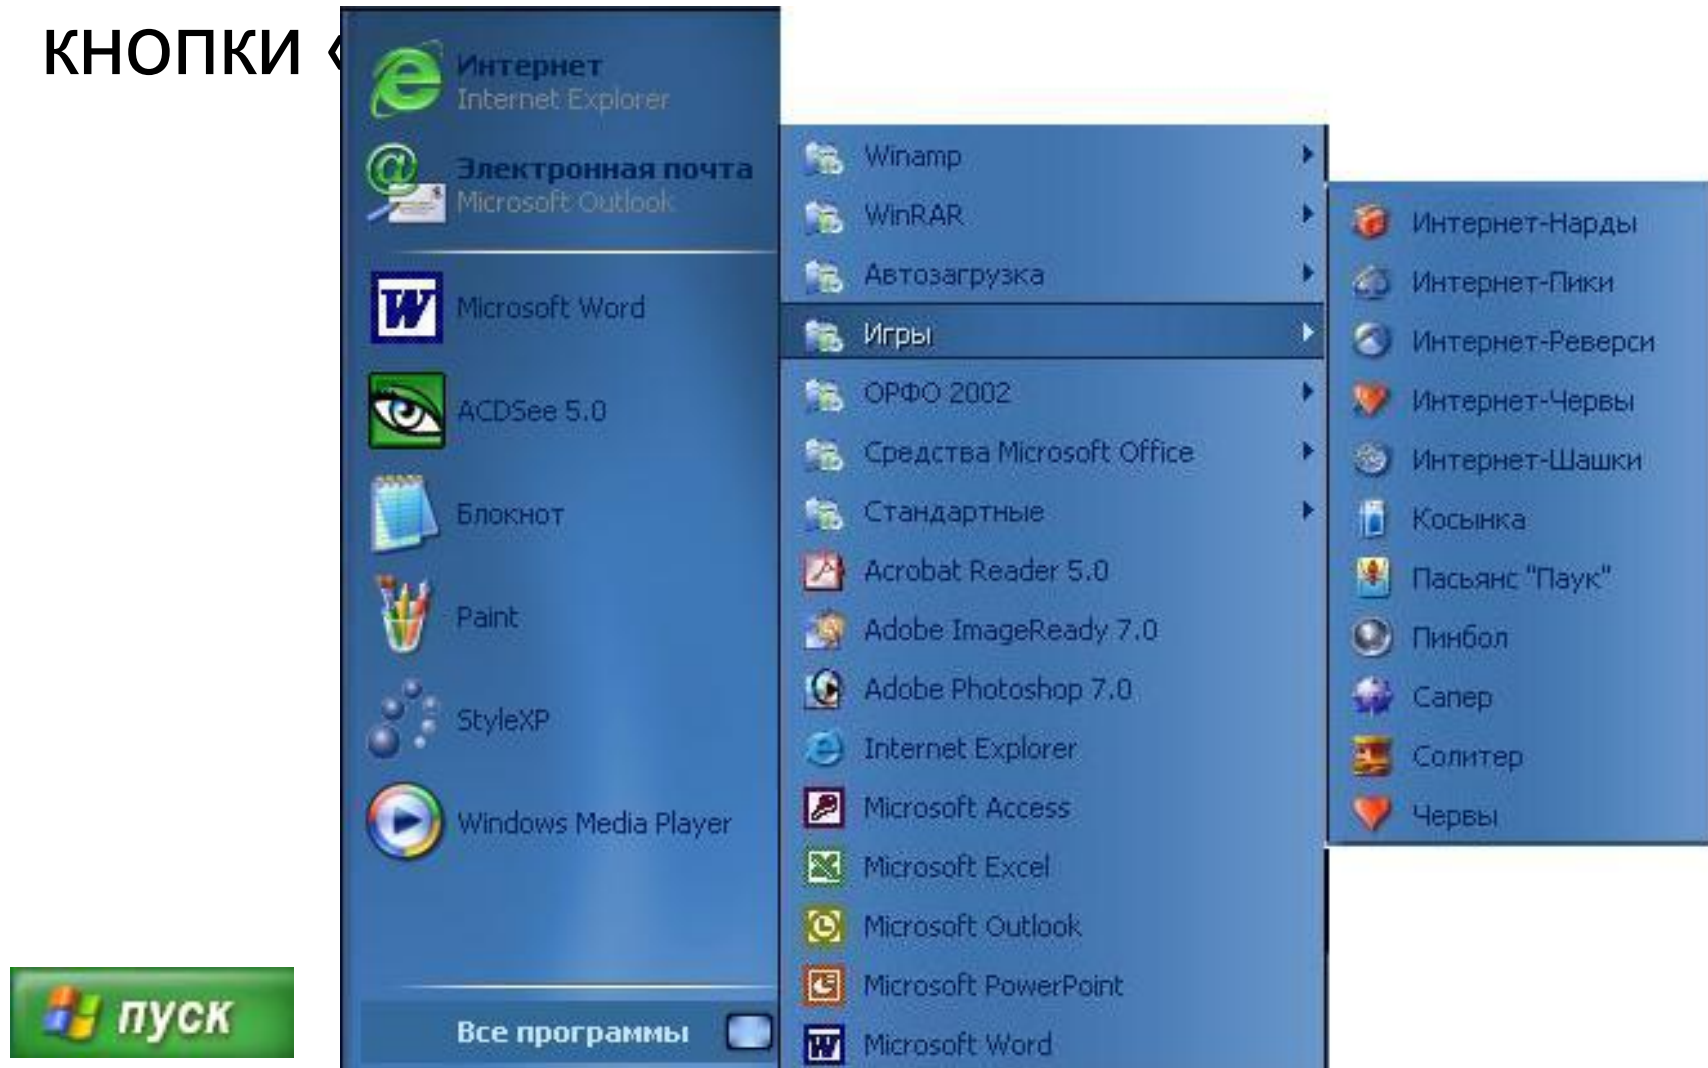 кнопки «
Интернет
Internet Explorer
Электронная почта
Microsoft Outlook
Microsoft Word
ACDSee 5.0
Блокнот
Paint
StyleXP
Windows Media Player
Все программы
пуск
Winamp
WinRAR
Автозагрузка
Игры
ОРФО 2002
Средства Microsoft Office
Стандартные
Acrobat Reader 5.0
Adobe ImageReady 7.0
Adobe Photoshop 7.0
Internet Explorer
Microsoft Access
Microsoft Excel
Microsoft Outlook
Microsoft PowerPoint
Microsoft Word
Интернет-Нарды
Интернет-Пики
Интернет-Реверси
Интернет-Червы
Интернет-Шашки
Косынка
Пасьянс "Паук"
Пинбол
Сапер
Солитер
Червы